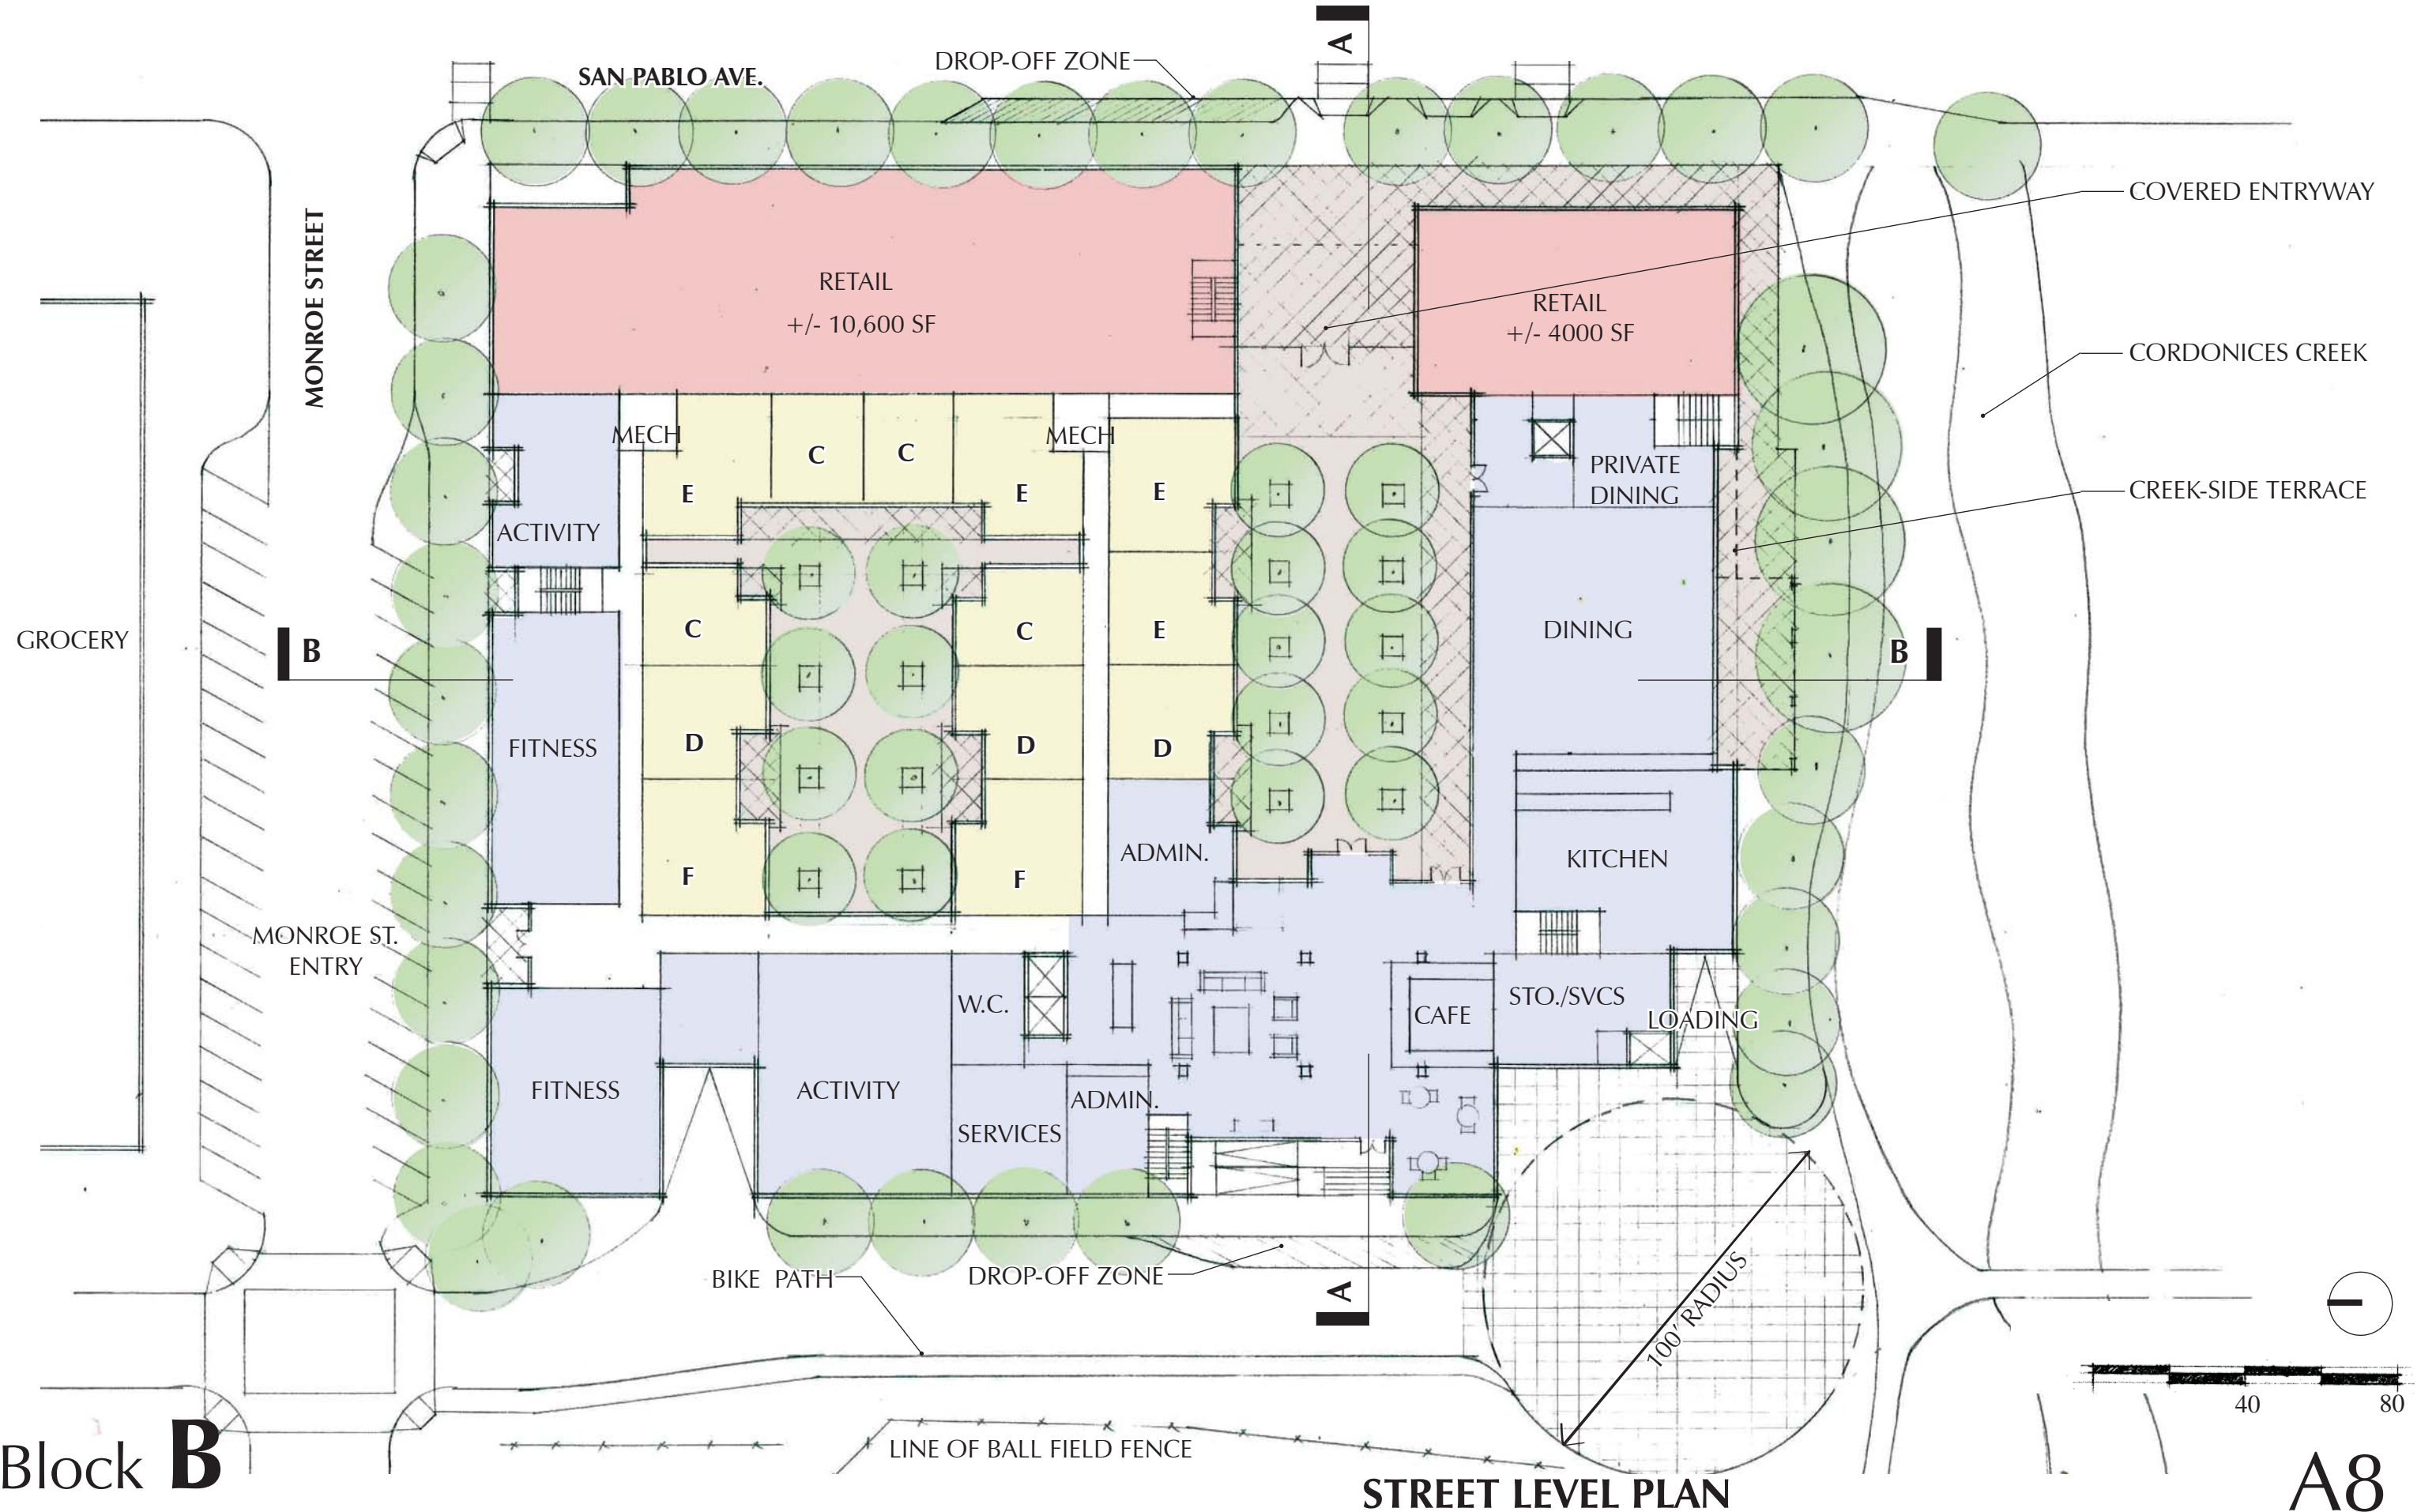 A
DROP-OFF ZONE
SAN PABLO AVE.
COVERED ENTRYWAY
MONROE STREET
RETAIL
+/- 10,600 SF
RETAIL
+/- 4000 SF
CORDONICES CREEK
MECH
C
C
MECH
PRIVATE
DINING
E
E
E
CREEK-SIDE TERRACE
ACTIVITY
GROCERY
B
C
C
E
DINING
B
FITNESS
D
D
D
ADMIN.
KITCHEN
F
F
MONROE ST.
ENTRY
W.C.
CAFE
STO./SVCS
LOADING
FITNESS
ACTIVITY
ADMIN.
SERVICES
BIKE PATH
DROP-OFF ZONE
A
100' RADIUS
40
80
LINE OF BALL FIELD FENCE
Block B
STREET LEVEL PLAN
A8